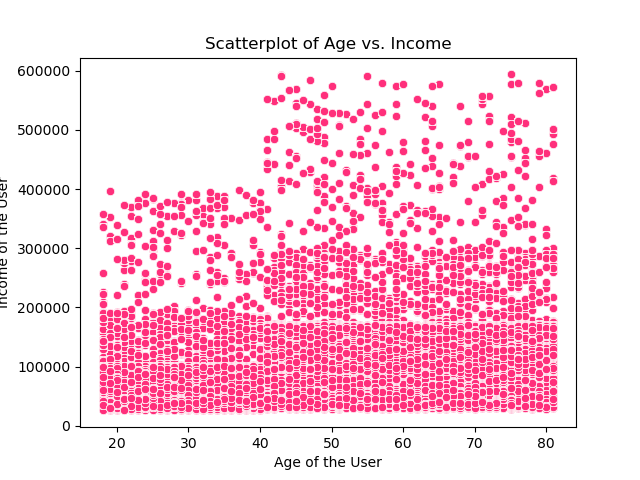 Scatterplot of Age vs. Income
600000
500000
400000
300000
200000
100000
0
Income of the User
20 30 40 50 60 70 80
Age of the User